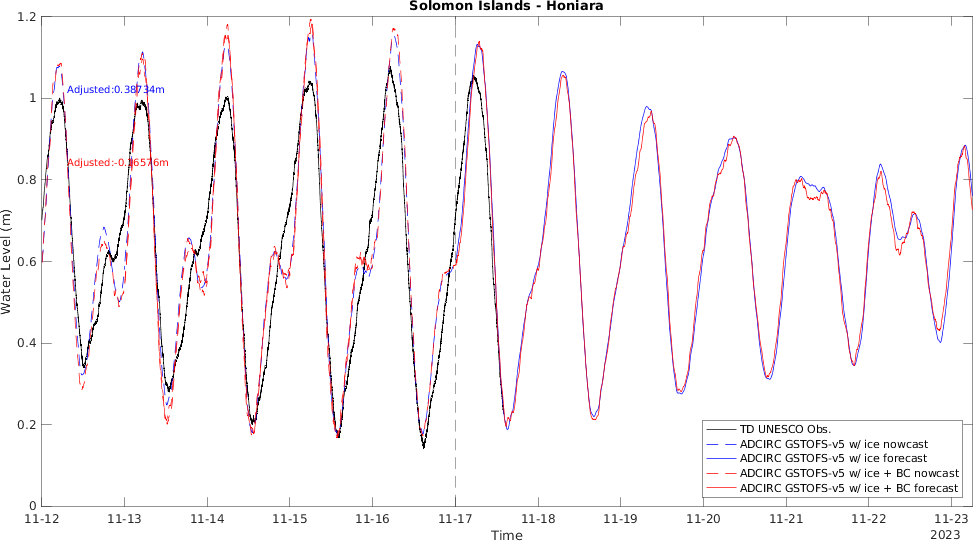 Solomon Islands - Honiara
1.2
1
0.8
0.6
0.4
0.2
0
Water Level (m)
Adjusted:0.38734m
Adjusted:-0.26576m
TD UNESCO Obs.
ADCIRC GSTOFS-v5 w/ ice nowcast
ADCIRC GSTOFS-v5 w/ ice forecast
ADCIRC GSTOFS-v5 w/ ice + BC nowcast
ADCIRC GSTOFS-v5 w/ ice + BC forecast
11-12 11-13 11-14 11-15 11-16 11-17 11-18 11-19 11-20 11-21 11-22 11-23
Time
2023